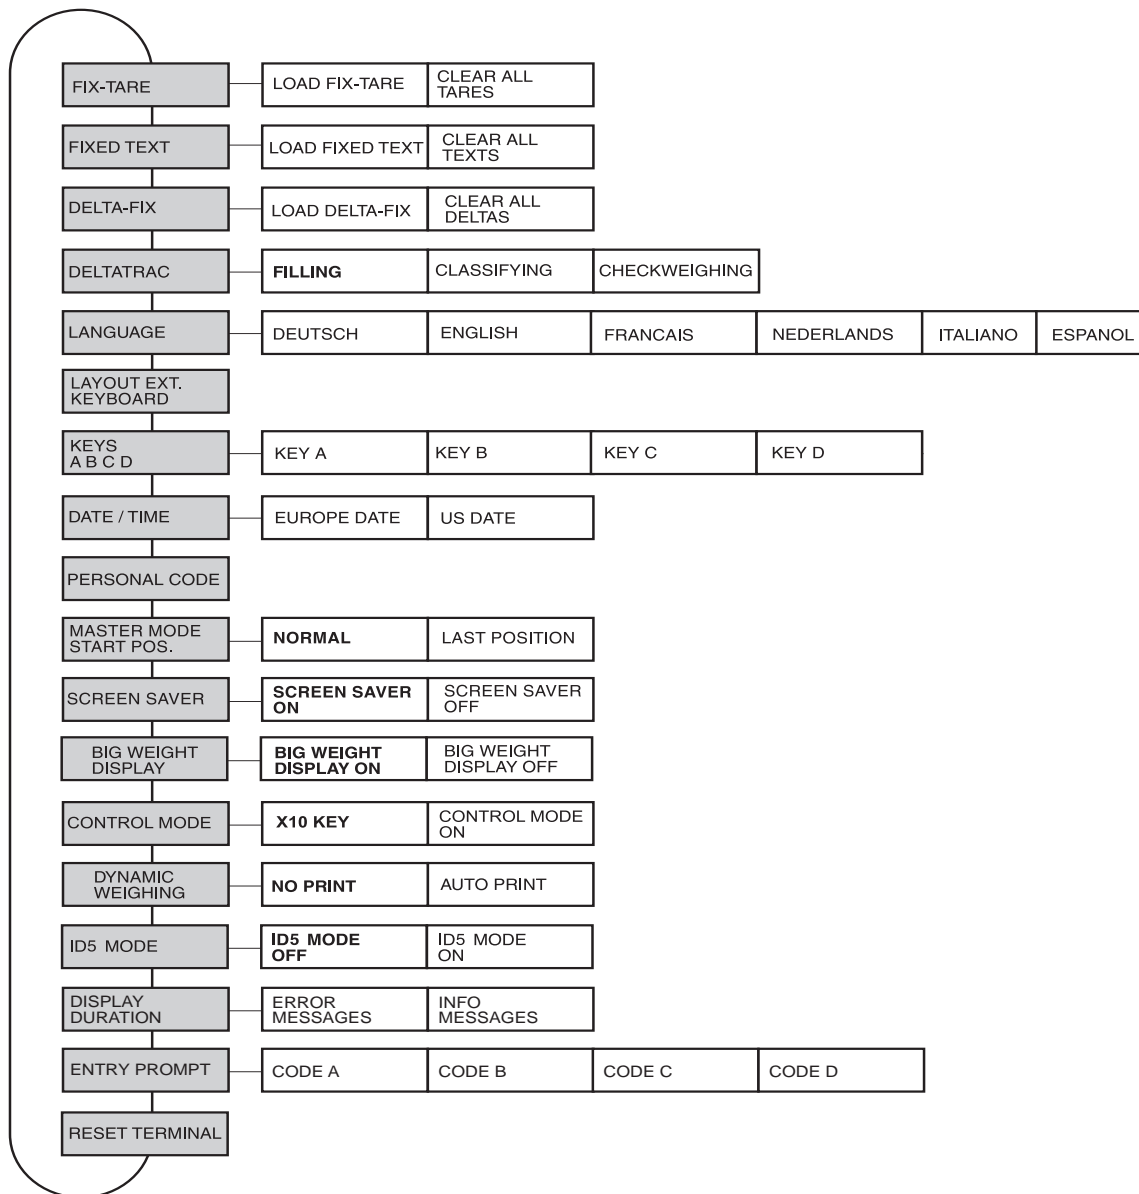 FIX-TARE
LOAD FIX-TARE
CLEAR ALL
TARES
FIXED TEXT
LOAD FIXED TEXT
CLEAR ALL
TEXTS
DELTA-FIX
LOAD DELTA-FIX
CLEAR ALL
DELTAS
DELTATRAC
FILLING
CLASSIFYING
CHECKWEIGHING
LANGUAGE
DEUTSCH
ENGLISH
FRANCAIS
NEDERLANDS
ITALIANO
ESPANOL
LAYOUT EXT.
KEYBOARD
KEYS
A B C D
KEY A
KEY B
KEY C
KEY D
DATE / TIME
EUROPE DATE
US DATE
PERSONAL CODE
MASTER MODE
START POS.
NORMAL
LAST POSITION
SCREEN SAVER
SCREEN SAVER
ON
SCREEN SAVER
OFF
BIG WEIGHT
DISPLAY
BIG WEIGHT
DISPLAY ON
BIG WEIGHT
DISPLAY OFF
CONTROL MODE
X10 KEY
CONTROL MODE
ON
DYNAMIC
WEIGHING
NO PRINT
AUTO PRINT
ID5 MODE
ID5 MODE
OFF
ID5 MODE
ON
DISPLAY
DURATION
ERROR
MESSAGES
INFO
MESSAGES
ENTRY PROMPT
CODE A
CODE B
CODE C
CODE D
RESET TERMINAL